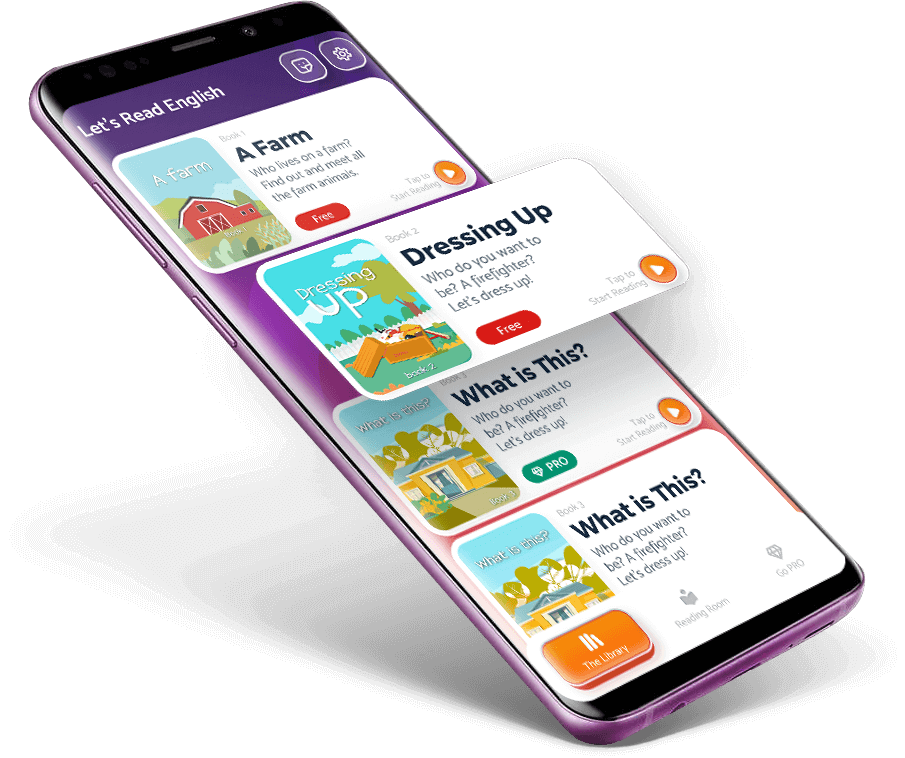 Let's Read English
Book 1
A Farm
Who lives on a farm?
Find out and meet all
the farm animals.
Free
Tap to
Start Reading
A farm
Book 1
Book 2
Dressing Up
Who do you want to
be? A firefighter?
Let's dress up!
Free
Tap to
Start Reading
Dressing
UP
book 2
Book 3
What is This?
Who do you want to
be? A firefighter?
Let's dress up!
PRO
Tap to
Start Reading
What is this?
Book 3
Book 3
What is This?
Who do you want to
be? A firefighter?
Let's dress up!
What is this?
The Library
Reading Room
Go PRO